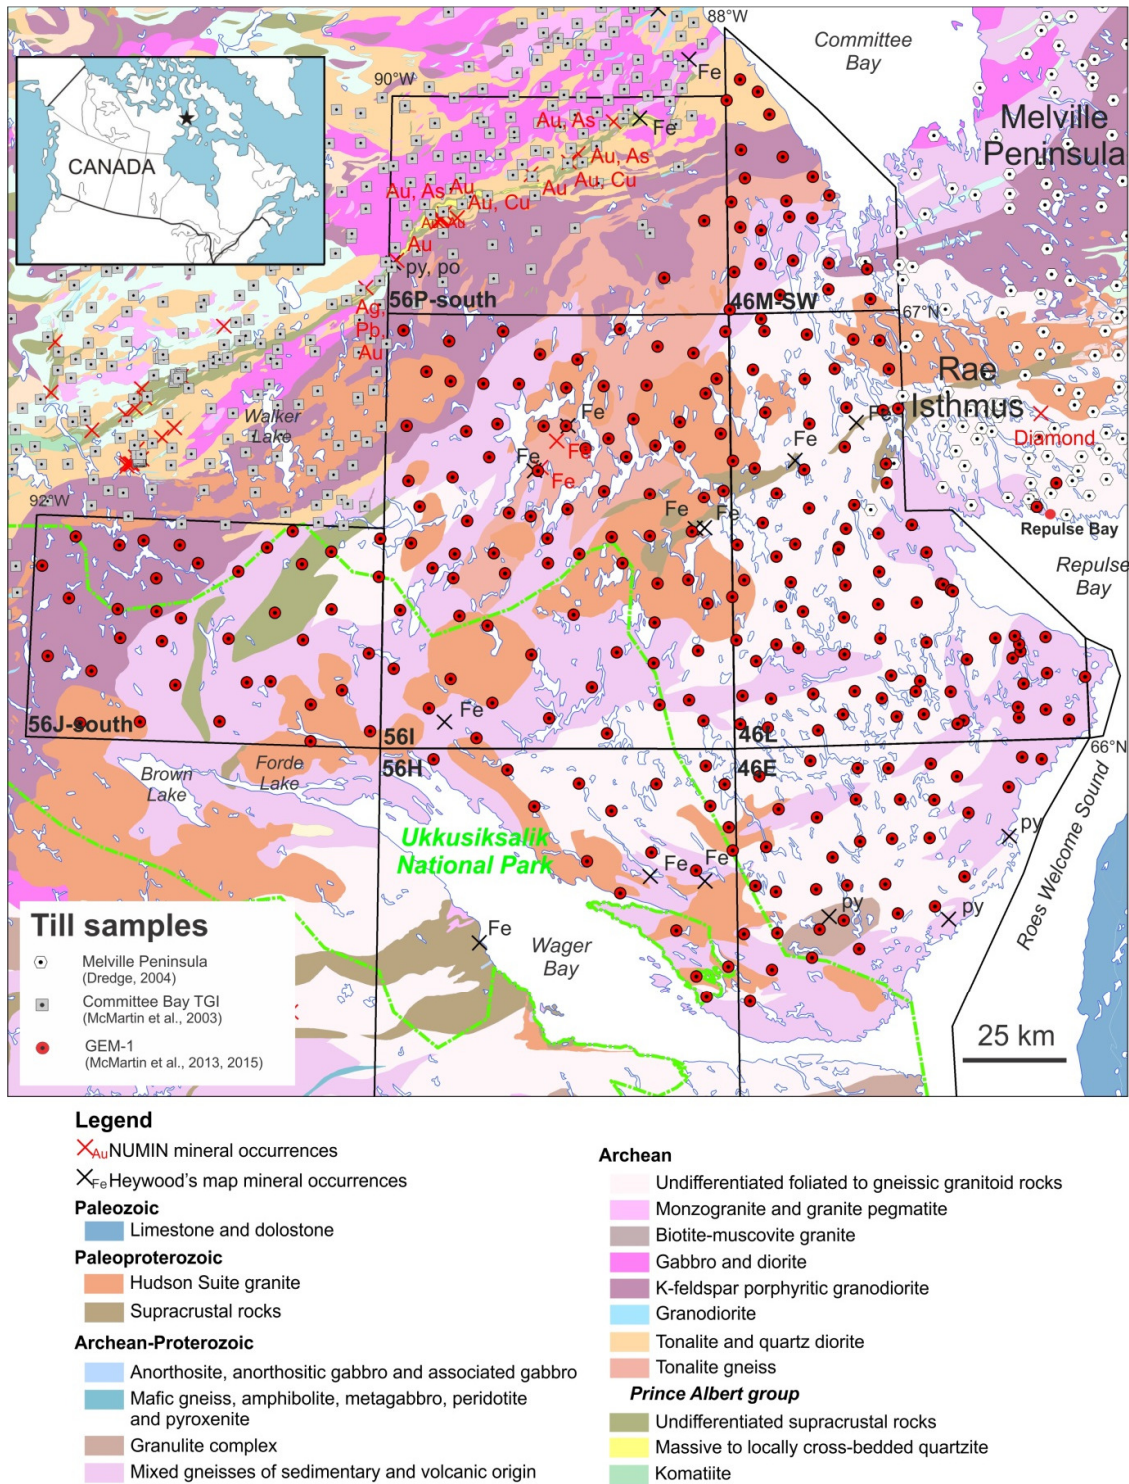 88°W
Committee
Bay
90°W
Fe
Melville
Peninsula
Au, As
Fe
CANADA
Au, As
Au, Cu
Au
Au, As
Au
Au, Cu
Au
py, po
56P-south
46M-SW
67°N
Ag,
Pb,
Au
Rae
Isthmus
Walker
Lake
Fe
Fe
Fe
Fe
Diamond
Fe
Fe
92°W
Fe
Fe
Repulse Bay
Repulse
Bay
Fe
56J-south
56I
46L
66°N
56H
46E
Brown
Lake
Forde
Lake
Ukkusiksalik
National Park
Fe
Fe
py
Roes Welcome Sound
py
py
Fe
Wager
Bay
Till samples
Melville Peninsula
(Dredge, 2004)
Committee Bay TGI
(McMartin et al., 2003)
GEM-1
(McMartin et al., 2013, 2015)
25 km
Legend
Au NUMIN mineral occurrences
Fe Heywood's map mineral occurrences
Paleozoic
Limestone and dolostone
Paleoproterozoic
Hudson Suite granite
Supracrustal rocks
Archean-Proterozoic
Anorthosite, anorthositic gabbro and associated gabbro
Mafic gneiss, amphibolite, metagabbro, peridotite
and pyroxenite
Granulite complex
Mixed gneisses of sedimentary and volcanic origin
Archean
Undifferentiated foliated to gneissic granitoid rocks
Monzogranite and granite pegmatite
Biotite-muscovite granite
Gabbro and diorite
K-feldspar porphyritic granodiorite
Granodiorite
Tonalite and quartz diorite
Tonalite gneiss
Prince Albert group
Undifferentiated supracrustal rocks
Massive to locally cross-bedded quartzite
Komatiite